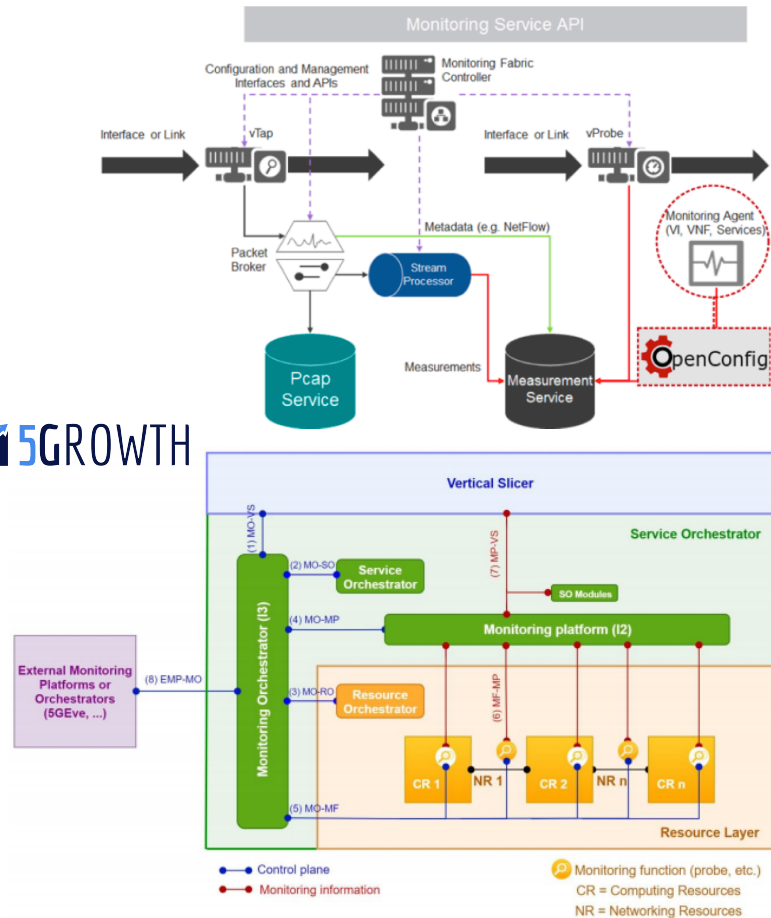 Monitoring Service API
Configuration and Management
Interfaces and APIs
Monitoring Fabric
Controller
Interface or Link
vTap
Interface or Link
vProbe
Monitoring Agent
(VI, VNF, Services)
Metadata (e.g. NetFlow)
Packet
Broker
Stream
Processor
OpenConfig
Measurements
Pcap
Service
Measurement
Service
5GROWTH
Vertical Slicer
(1) MO-VS
(7) MP-VS
Service Orchestrator
(2) MO-SO
Service
Orchestrator
SO Modules
(4) MO-MP
Monitoring platform (I2)
Monitoring Orchestrator (I3)
External Monitoring
Platforms or
Orchestrators
(5GEve, ...)
(8) EMP-MO
(3) MO-RO
Resource
Orchestrator
(6) MF-MP
CR 1
NR 1
CR 2
NR n
CR n
(5) MO-MF
Resource Layer
Control plane
Monitoring information
Monitoring function (probe, etc.)
CR = Computing Resources
NR = Networking Resources